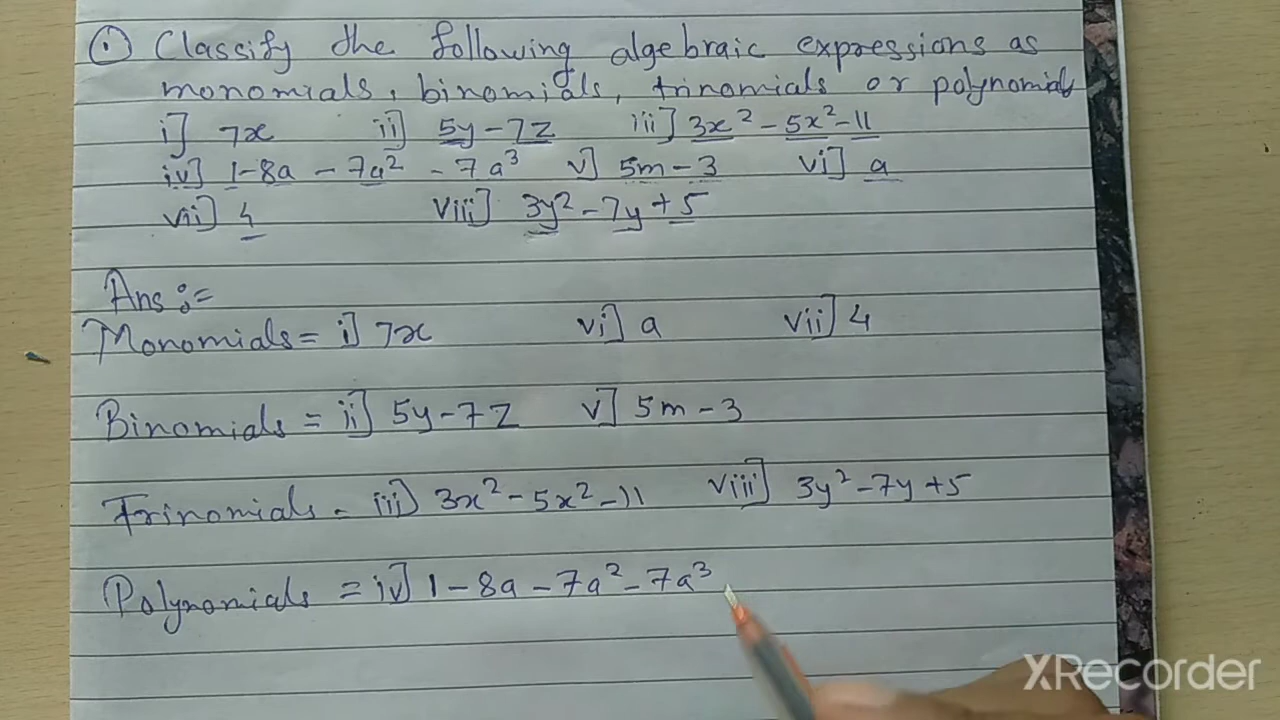 ① Classify the following algebraic expressions as
monomials, binomials, trinomials or polynomials
i] 7x ii] 5y-7z iii] 3x² - 5x² - 11
iv] 1-8a - 7a² - 7a³ v] 5m - 3 vi] a
vii] 4 viii] 3y² - 7y + 5
Ans :=
Monomials = i] 7x vi] a vii] 4
Binomials = ii] 5y-7z v] 5m-3
Trinomials = iii] 3x² - 5x² - 11 viii] 3y² - 7y + 5
Polynomials = iv] 1 - 8a - 7a² - 7a³
XRecorder